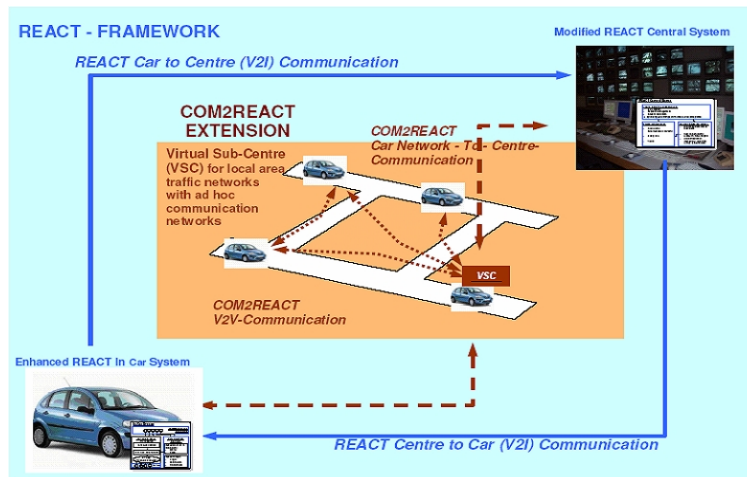 REACT - FRAMEWORK
Modified REACT Central System
REACT Car to Centre (V2I) Communication
COM2REACT
EXTENSION
Virtual Sub-Centre
(VSC) for local area
traffic networks
with ad hoc
communication
networks
COM2REACT
Car Network - To - Centre-
Communication
VSC
COM2REACT
V2V-Communication
Enhanced REACT In Car System
REACT Centre to Car (V2I) Communication